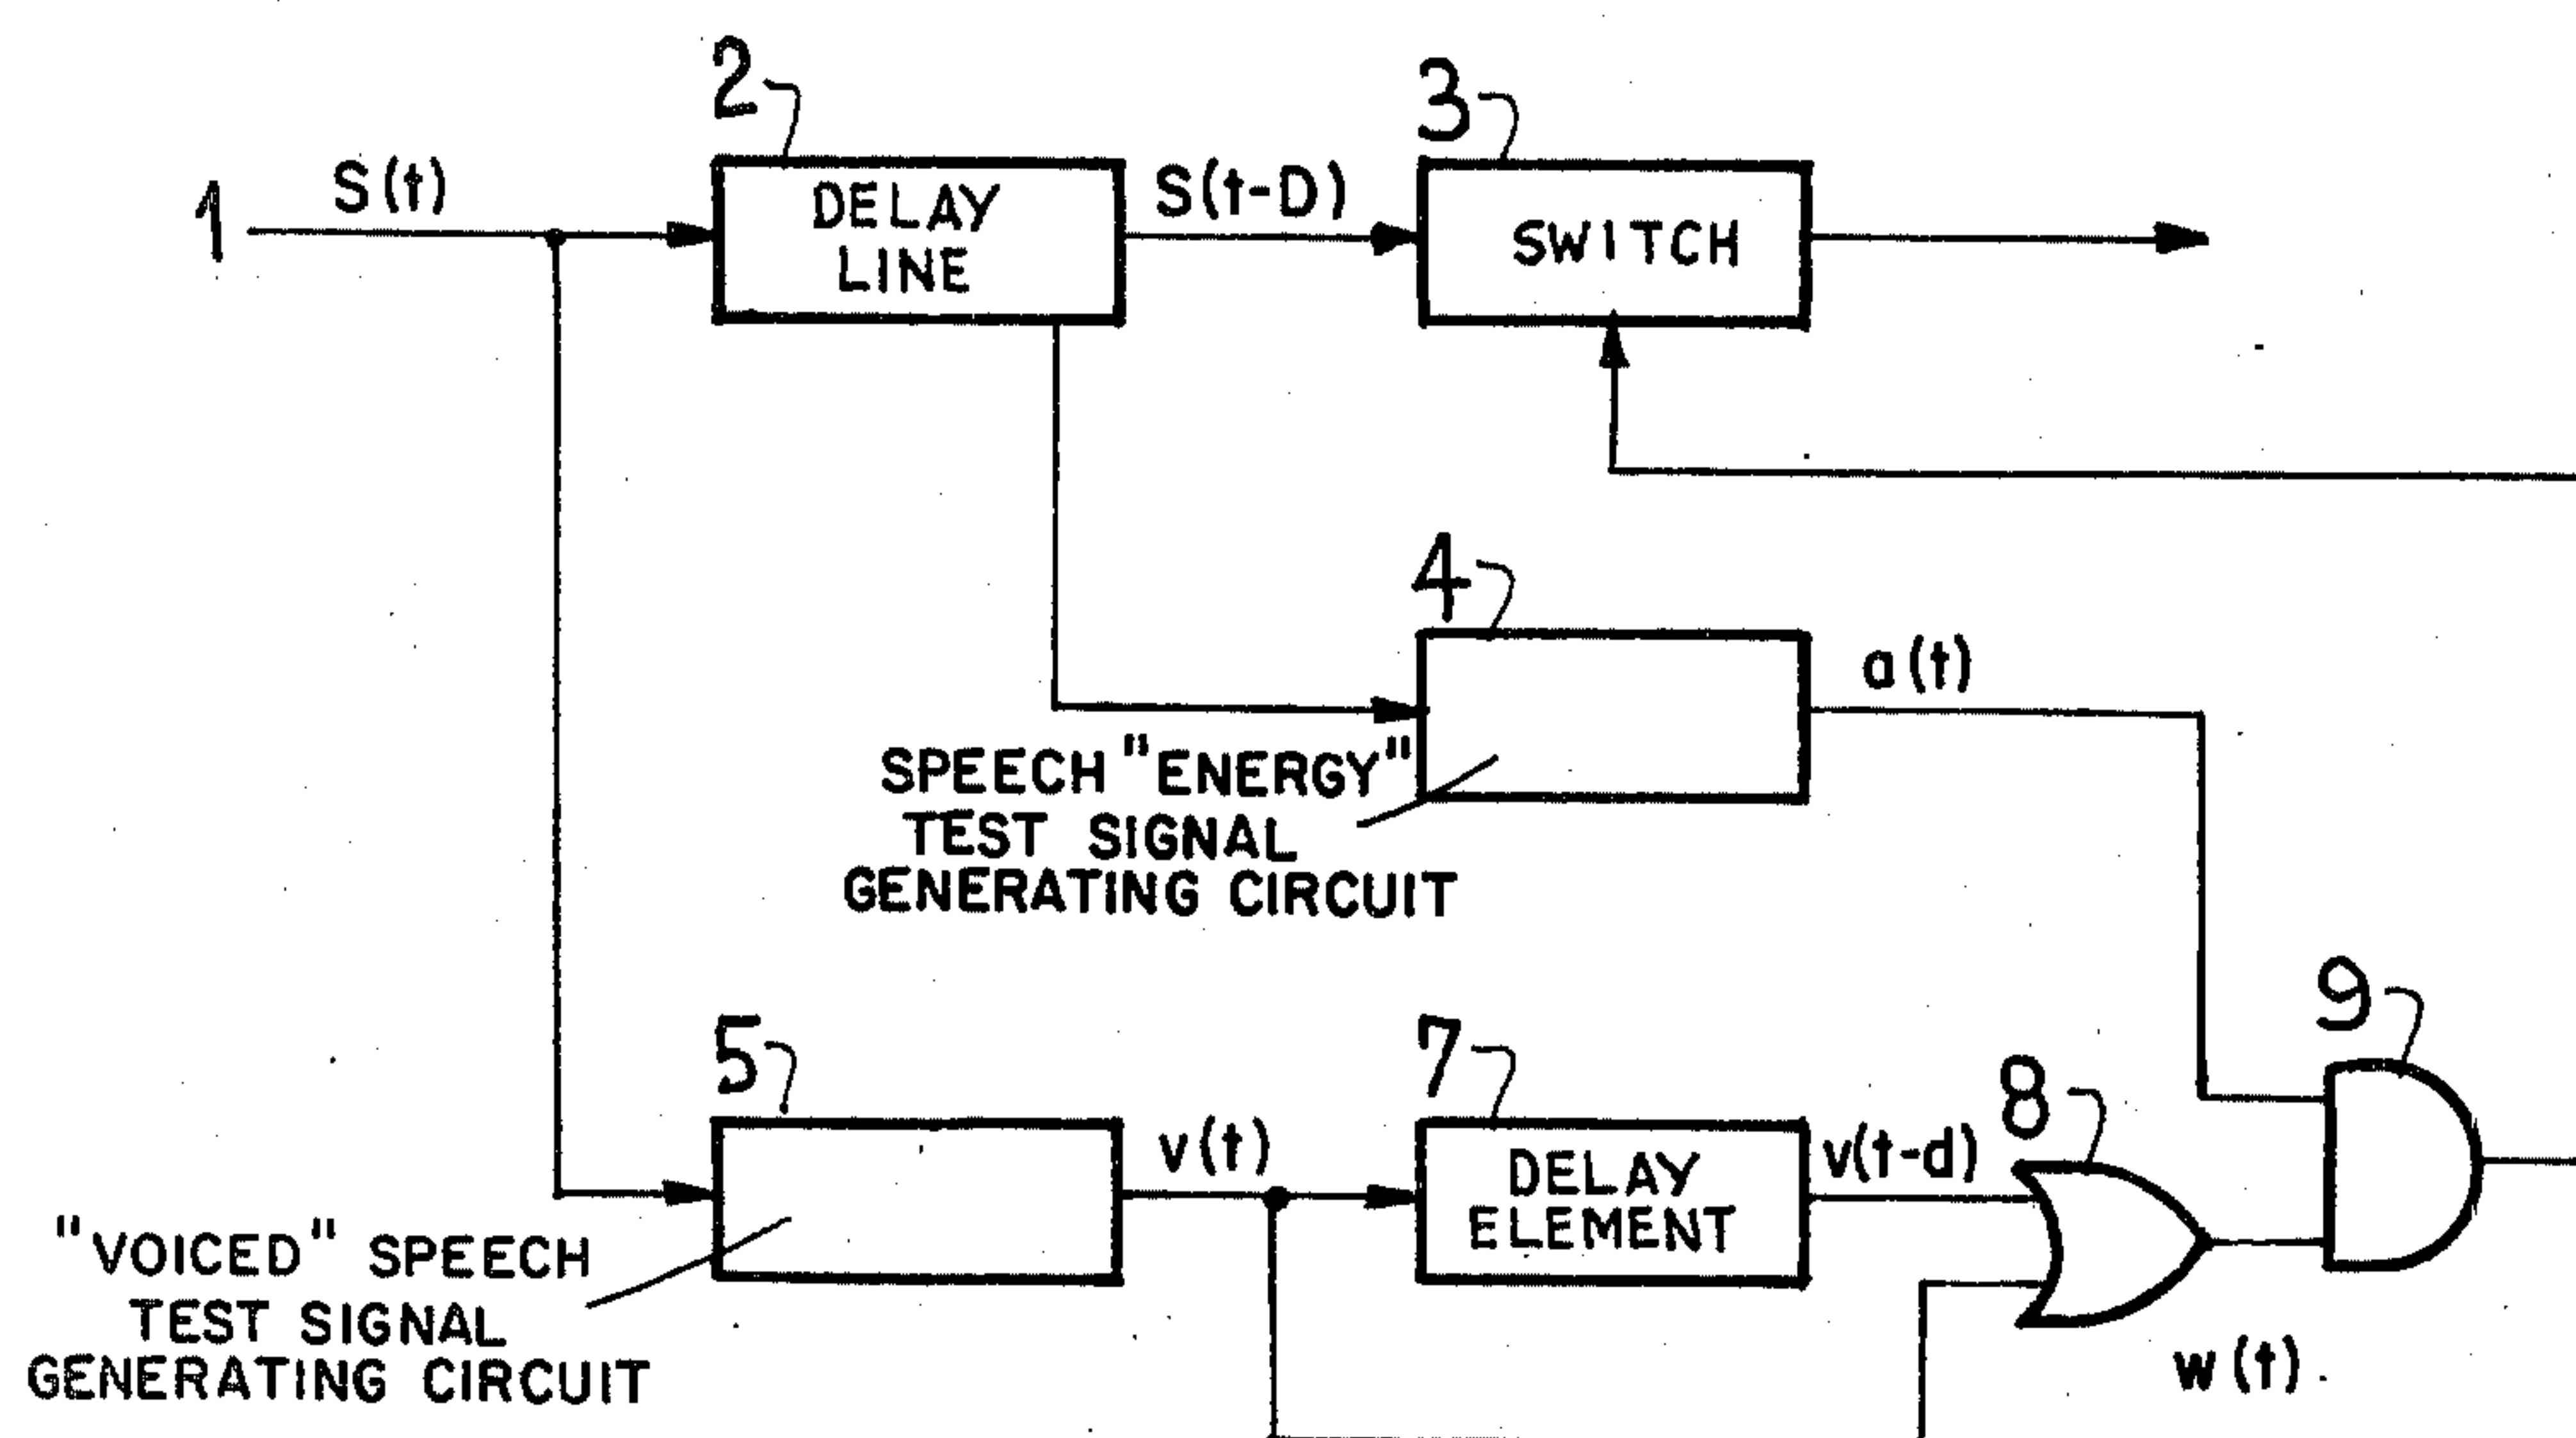 2
3
1
S(t)
DELAY
LINE
S(t-D)
SWITCH
4
a(t)
SPEECH "ENERGY"
TEST SIGNAL
GENERATING CIRCUIT
9
5
7
8
v(t)
DELAY
ELEMENT
v(t-d)
"VOICED" SPEECH
TEST SIGNAL
GENERATING CIRCUIT
w(t).